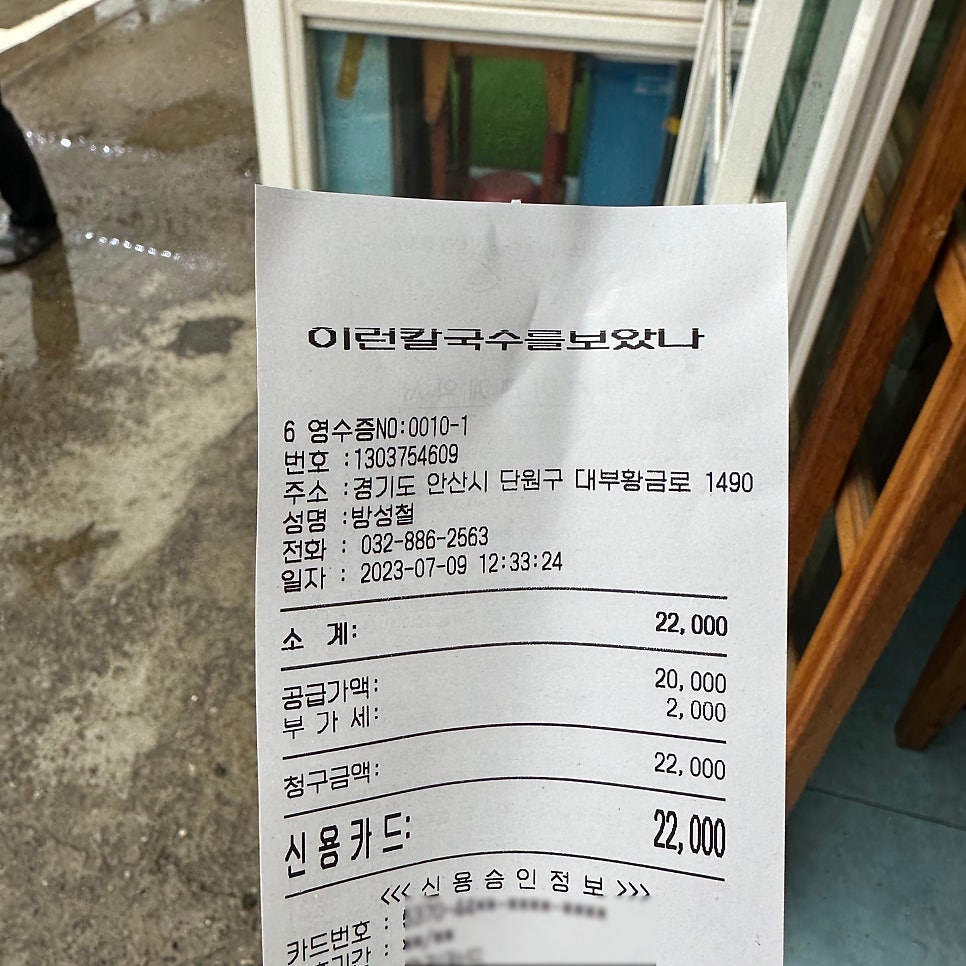 이런칼국수를보았나
6 영수증NO:0010-1
번호 :1303754609
주소 :경기도 안산시 단원구 대부황금로 1490
성명 :방성철
전화 : 032-886-2563
일자 : 2023-07-09 12:33:24
소 계: 22,000
공급가액: 20,000
부 가 세: 2,000
청구금액: 22,000
신용카드: 22,000
<<< 신 용 승 인 정 보 >>>
카드번호 :